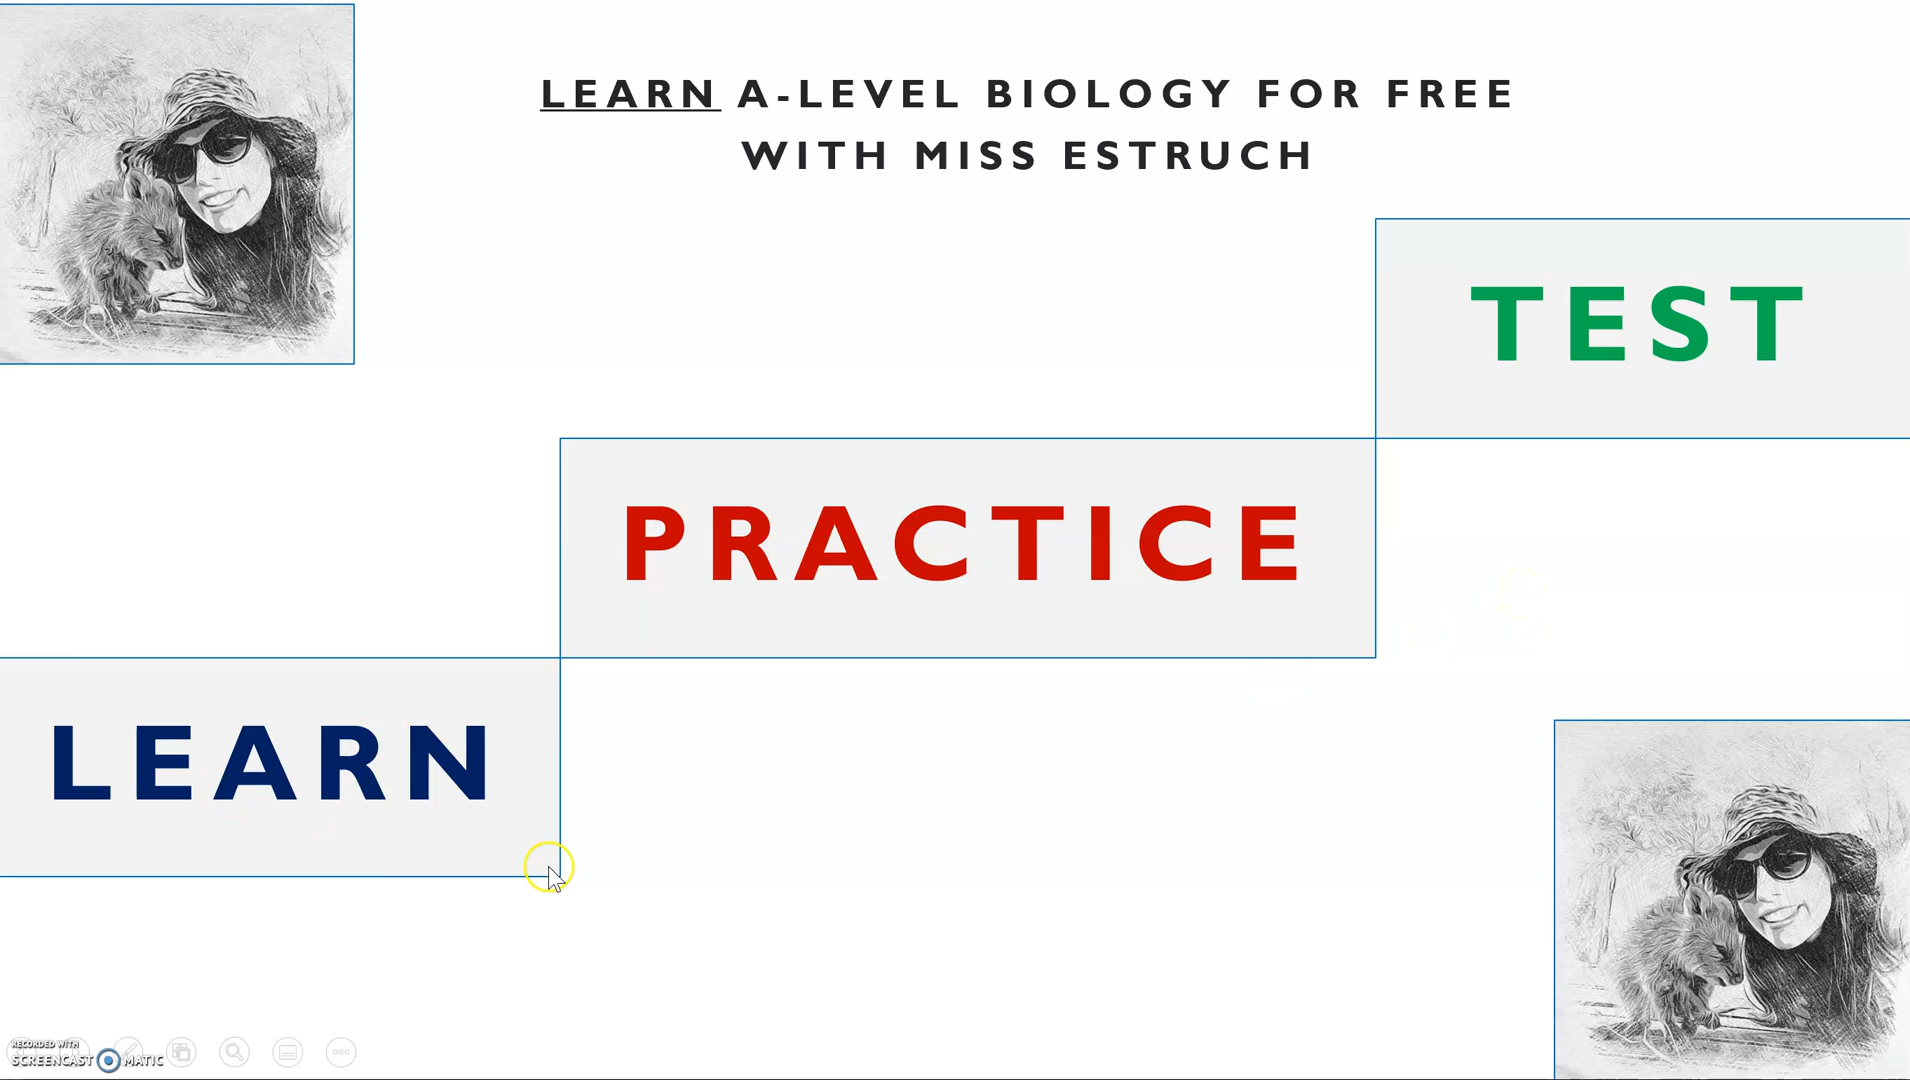 LEARN A-LEVEL BIOLOGY FOR FREE
WITH MISS ESTRUCH
TEST
PRACTICE
LEARN
RECORDED WITH
SCREENCAST MATIC